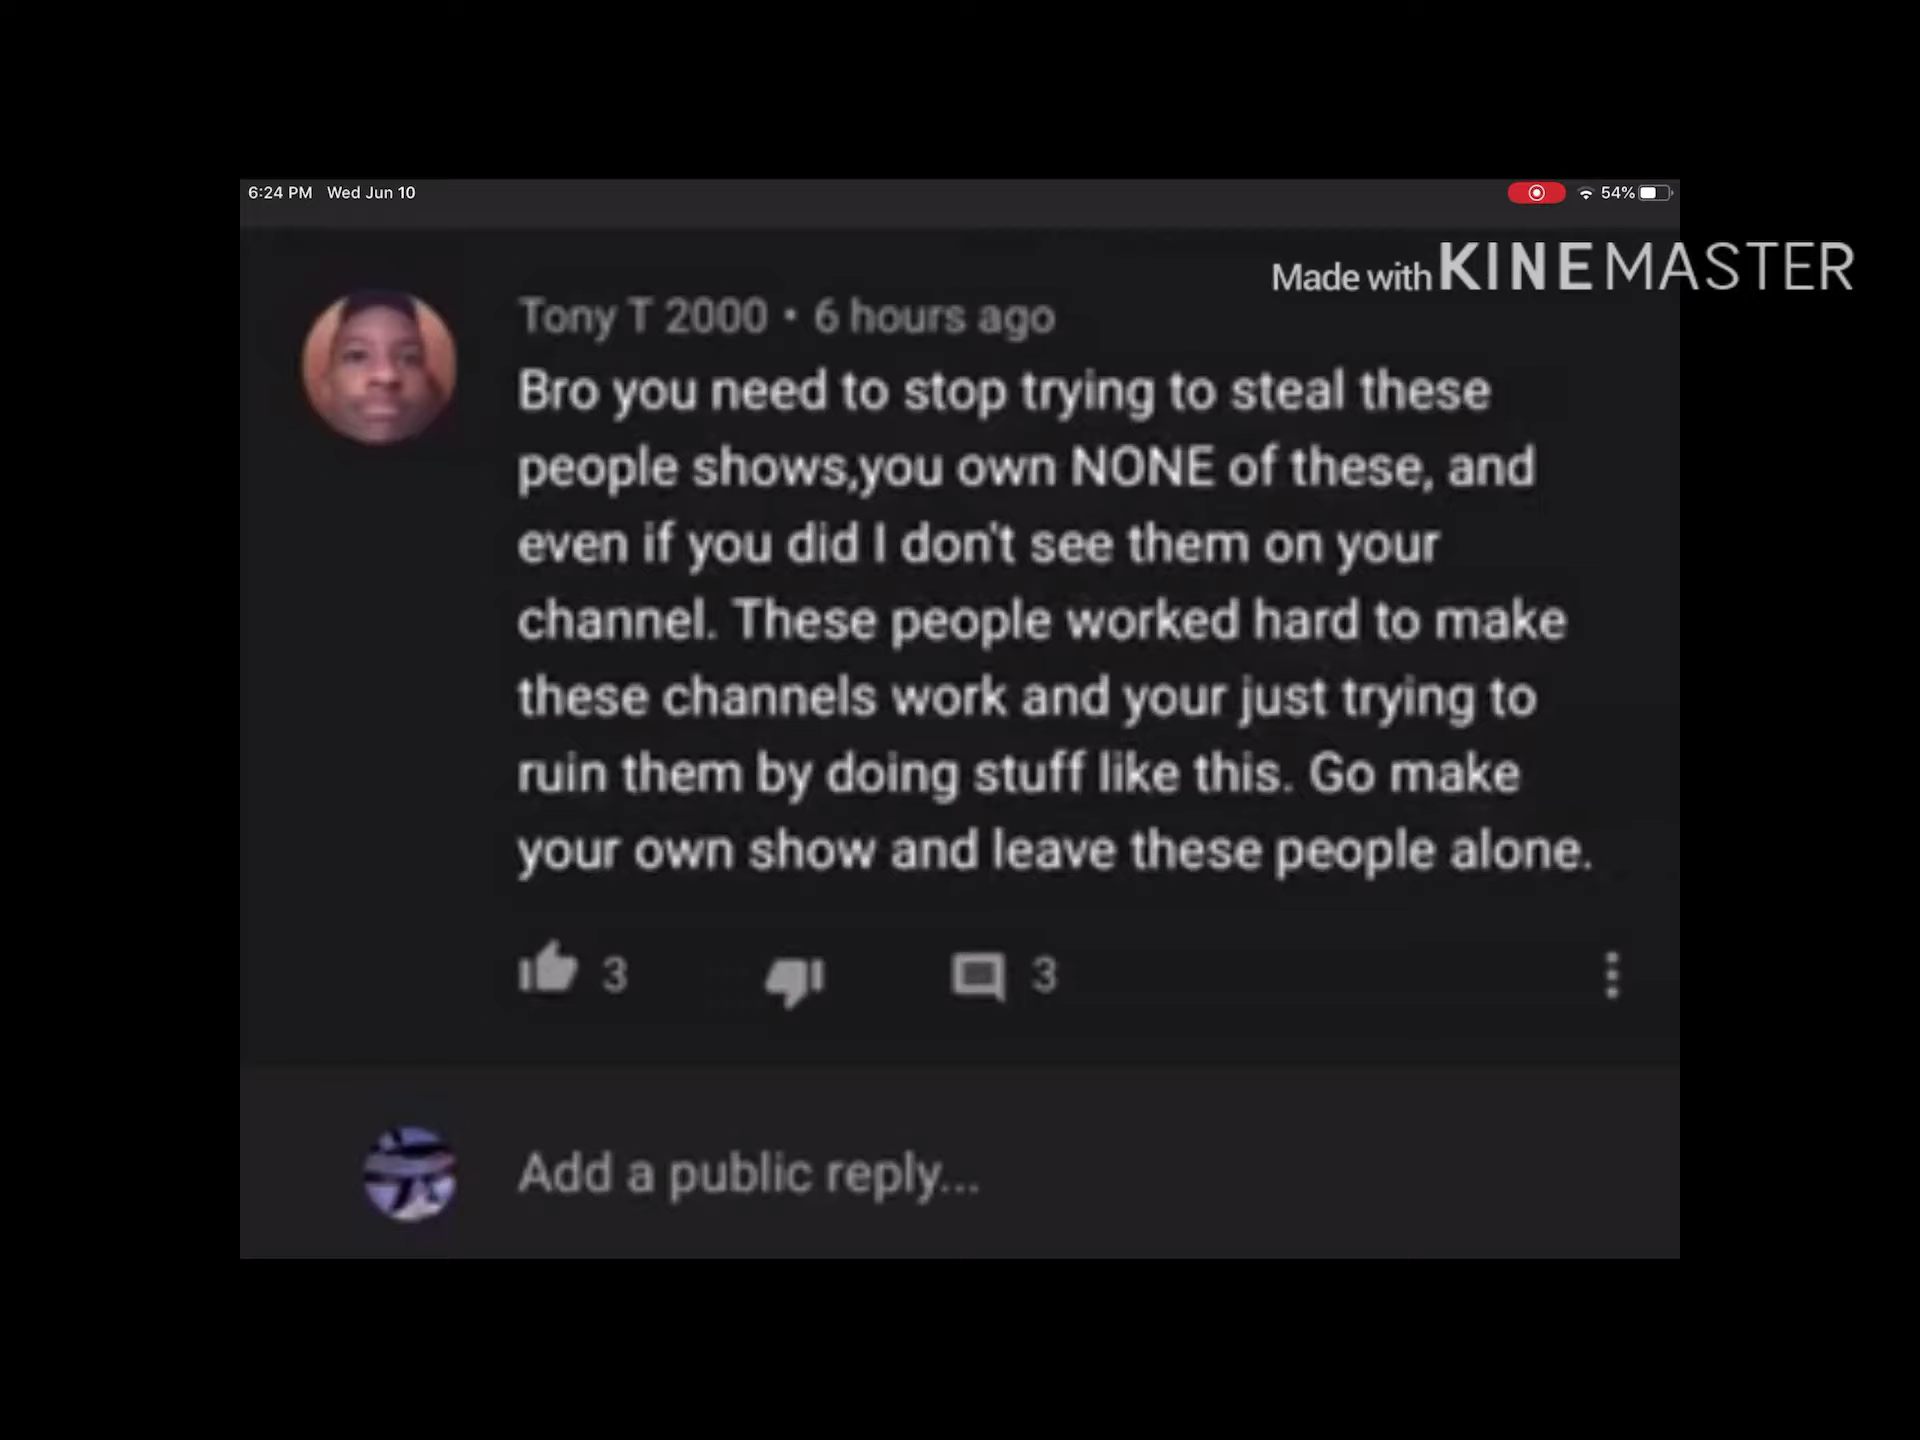 6:24 PM Wed Jun 10
54%
Made with KINEMASTER
Tony T 2000 • 6 hours ago
Bro you need to stop trying to steal these
people shows,you own NONE of these, and
even if you did I don't see them on your
channel. These people worked hard to make
these channels work and your just trying to
ruin them by doing stuff like this. Go make
your own show and leave these people alone.
3
3
Add a public reply...